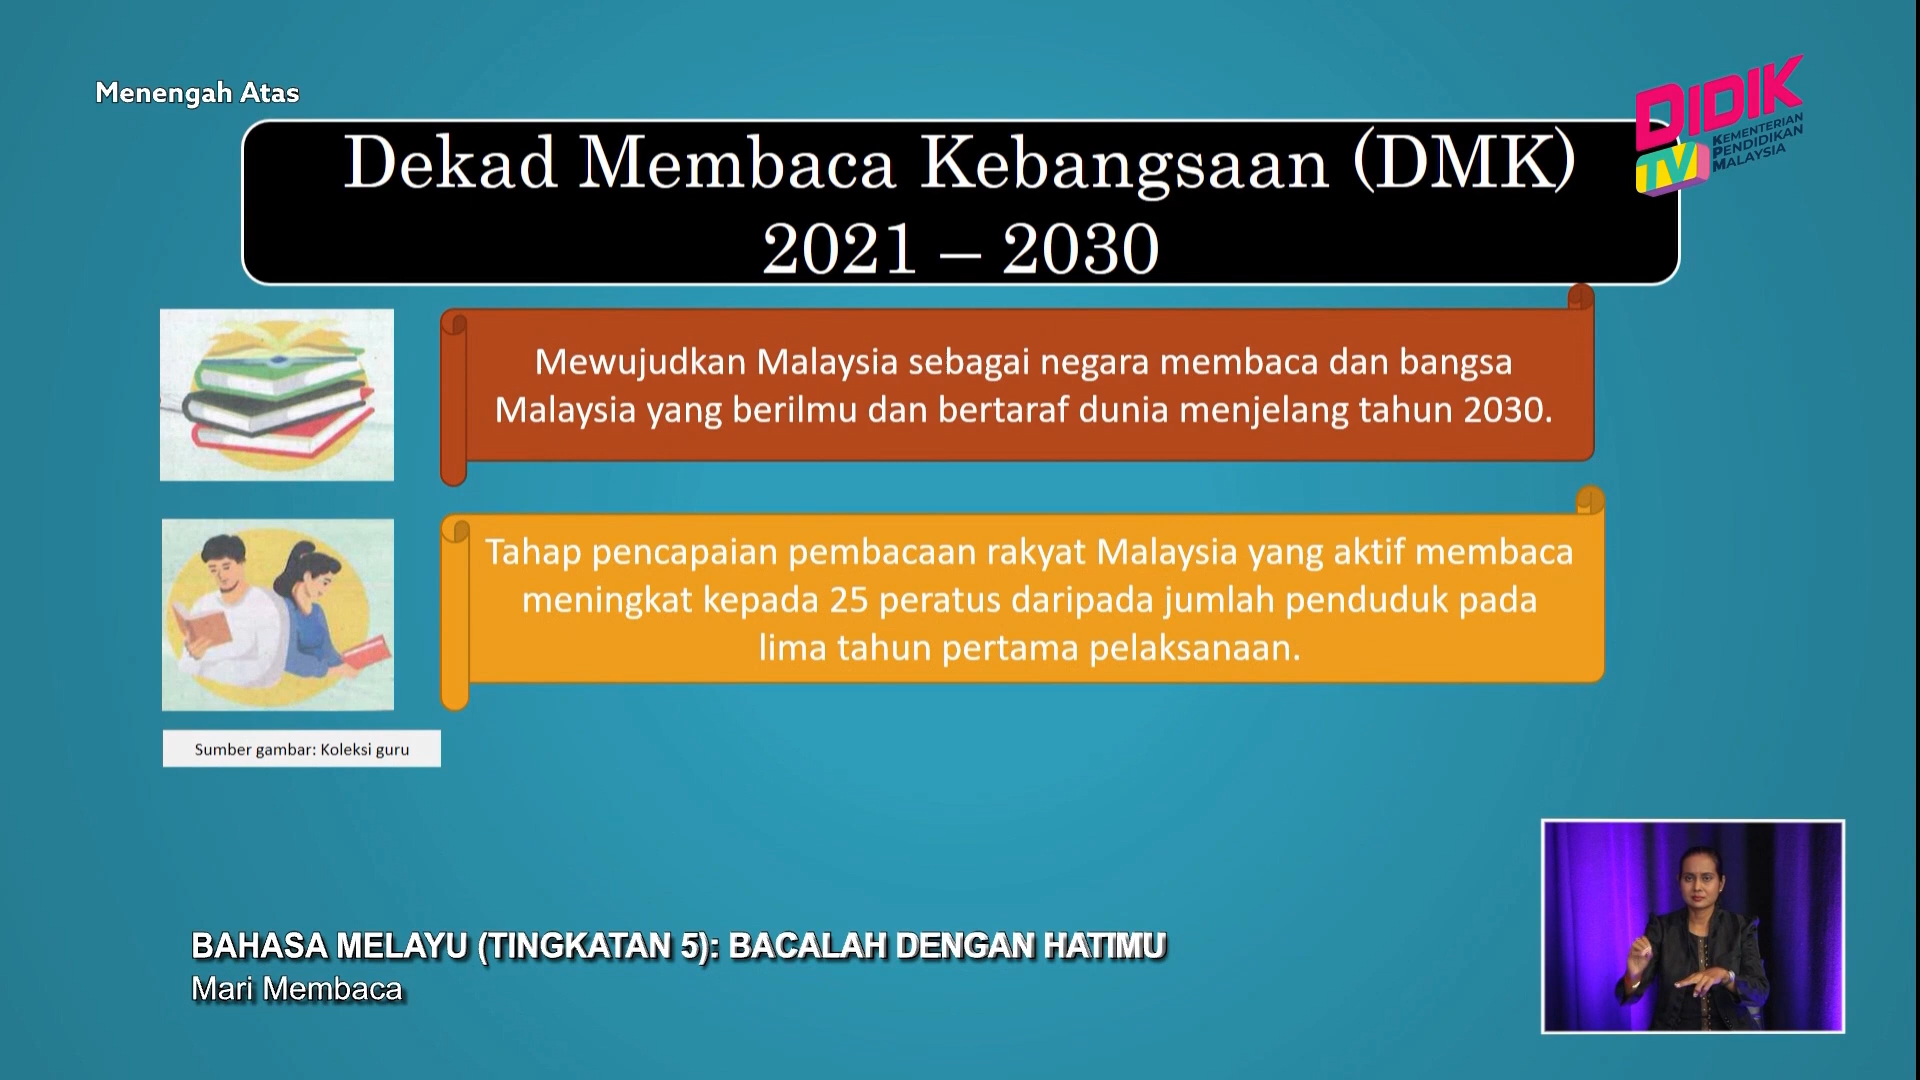 Menengah Atas
DIDIK
TV
KEMENTERIAN
PENDIDIKAN
MALAYSIA
Dekad Membaca Kebangsaan (DMK)
2021 – 2030
Mewujudkan Malaysia sebagai negara membaca dan bangsa
Malaysia yang berilmu dan bertaraf dunia menjelang tahun 2030.
Tahap pencapaian pembacaan rakyat Malaysia yang aktif membaca
meningkat kepada 25 peratus daripada jumlah penduduk pada
lima tahun pertama pelaksanaan.
Sumber gambar: Koleksi guru
BAHASA MELAYU (TINGKATAN 5): BACALAH DENGAN HATIMU
Mari Membaca